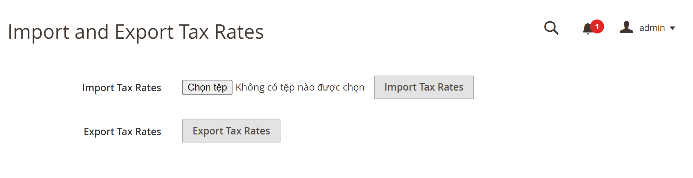 Import and Export Tax Rates
1
admin
Import Tax Rates
Chọn tệp Không có tệp nào được chọn
Import Tax Rates
Export Tax Rates
Export Tax Rates